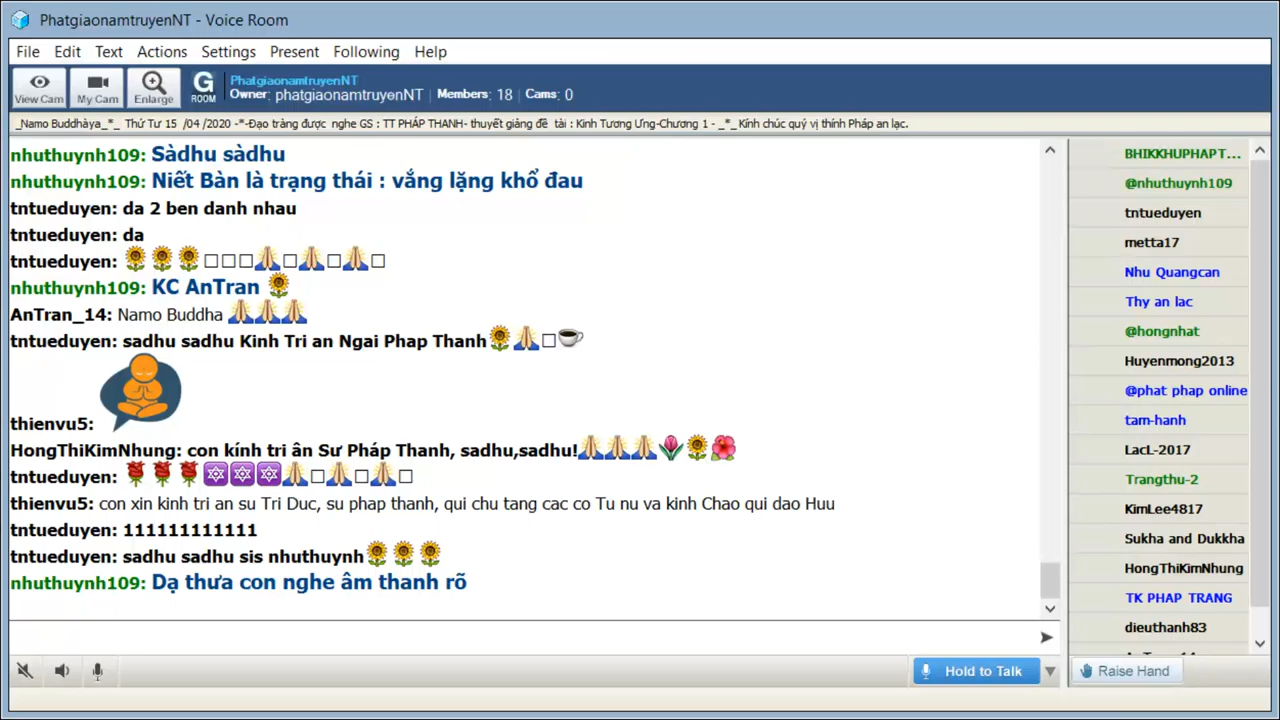 PhatgiaonamtruyenNT - Voice Room
File Edit Text Actions Settings Present Following Help
View Cam My Cam Enlarge G ROOM
PhatgiaonamtruyenNT
Owner: phatgiaonamtruyenNT Members: 18 Cams: 0
_Namo Buddhàya_*_ Thứ Tư 15 /04 /2020 -*-Đạo tràng được nghe GS : TT PHÁP THANH- thuyết giảng đề tài : Kinh Tương Ưng-Chương 1 - _*_ Kính chúc quý vị thính Pháp an lạc.
nhuthuynh109: Sàdhu sàdhu
nhuthuynh109: Niết Bàn là trạng thái : vắng lặng khổ đau
tntueduyen: da 2 ben danh nhau
tntueduyen: da
tntueduyen: 🌻🌻🌻□□□🙏□🙏□🙏□
nhuthuynh109: KC AnTran 🌻
AnTran_14: Namo Buddha 🙏🙏🙏
tntueduyen: sadhu sadhu Kinh Tri an Ngai Phap Thanh🌻🙏□☕
thienvu5:
HongThiKimNhung: con kính tri ân Sư Pháp Thanh, sadhu,sadhu!🙏🙏🙏🌷🌻🌺
tntueduyen: 🌹🌹🌹🔯🔯🔯🙏□🙏□🙏□
thienvu5: con xin kinh tri an su Tri Duc, su phap thanh, qui chu tang cac co Tu nu va kinh Chao qui dao Huu
tntueduyen: 111111111111
tntueduyen: sadhu sadhu sis nhuthuynh🌻🌻🌻
nhuthuynh109: Dạ thưa con nghe âm thanh rõ
BHIKKHUPHAPT...
@nhuthuynh109
tntueduyen
metta17
Nhu Quangcan
Thy an lac
@hongnhat
Huyenmong2013
@phat phap online
tam-hanh
LacL-2017
Trangthu-2
KimLee4817
Sukha and Dukkha
HongThiKimNhung
TK PHAP TRANG
dieuthanh83
AnTran_14
Hold to Talk
Raise Hand